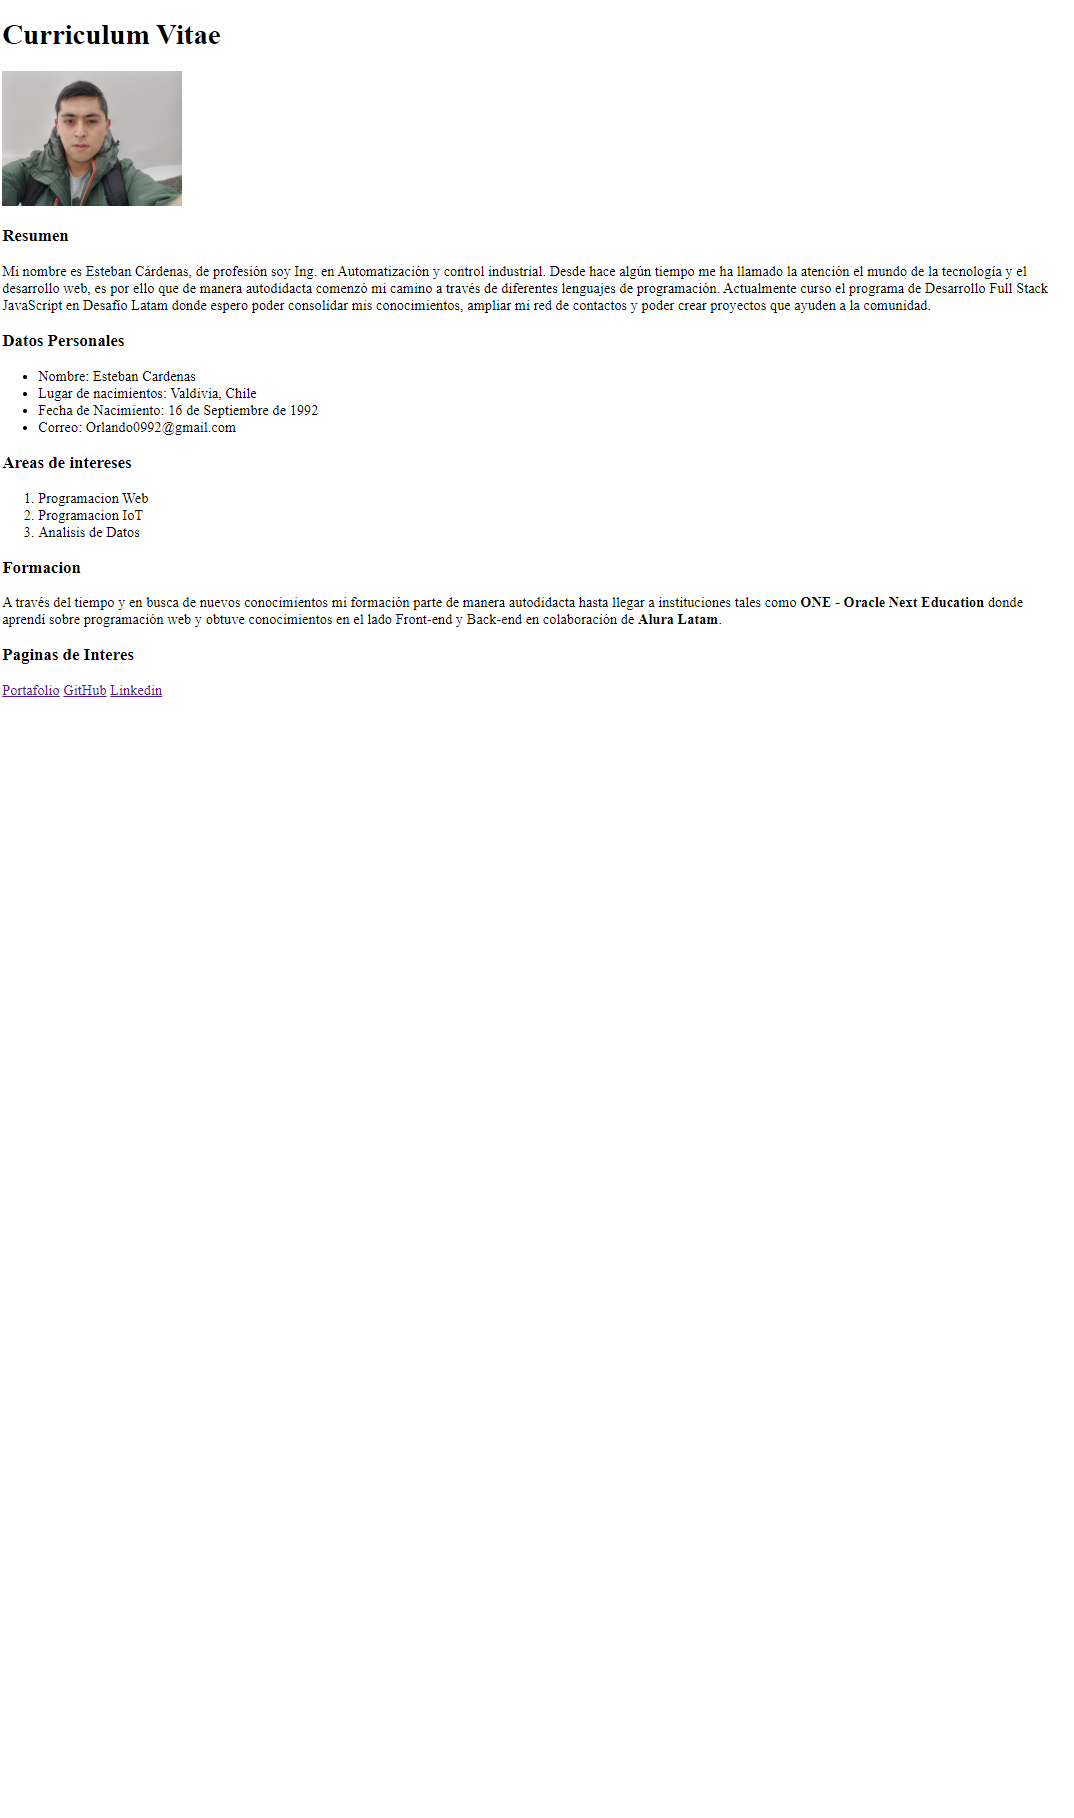 Curriculum Vitae
Resumen
Mi nombre es Esteban Cárdenas, de profesión soy Ing. en Automatización y control industrial. Desde hace algún tiempo me ha llamado la atención el mundo de la tecnología y el
desarrollo web, es por ello que de manera autodidacta comenzó mi camino a través de diferentes lenguajes de programación. Actualmente curso el programa de Desarrollo Full Stack
JavaScript en Desafío Latam donde espero poder consolidar mis conocimientos, ampliar mi red de contactos y poder crear proyectos que ayuden a la comunidad.
Datos Personales
• Nombre: Esteban Cardenas
• Lugar de nacimientos: Valdivia, Chile
• Fecha de Nacimiento: 16 de Septiembre de 1992
• Correo: Orlando0992@gmail.com
Areas de intereses
1. Programacion Web
2. Programacion IoT
3. Analisis de Datos
Formacion
A través del tiempo y en busca de nuevos conocimientos mi formación parte de manera autodidacta hasta llegar a instituciones tales como ONE - Oracle Next Education donde
aprendí sobre programación web y obtuve conocimientos en el lado Front-end y Back-end en colaboración de Alura Latam.
Paginas de Interes
Portafolio GitHub Linkedin